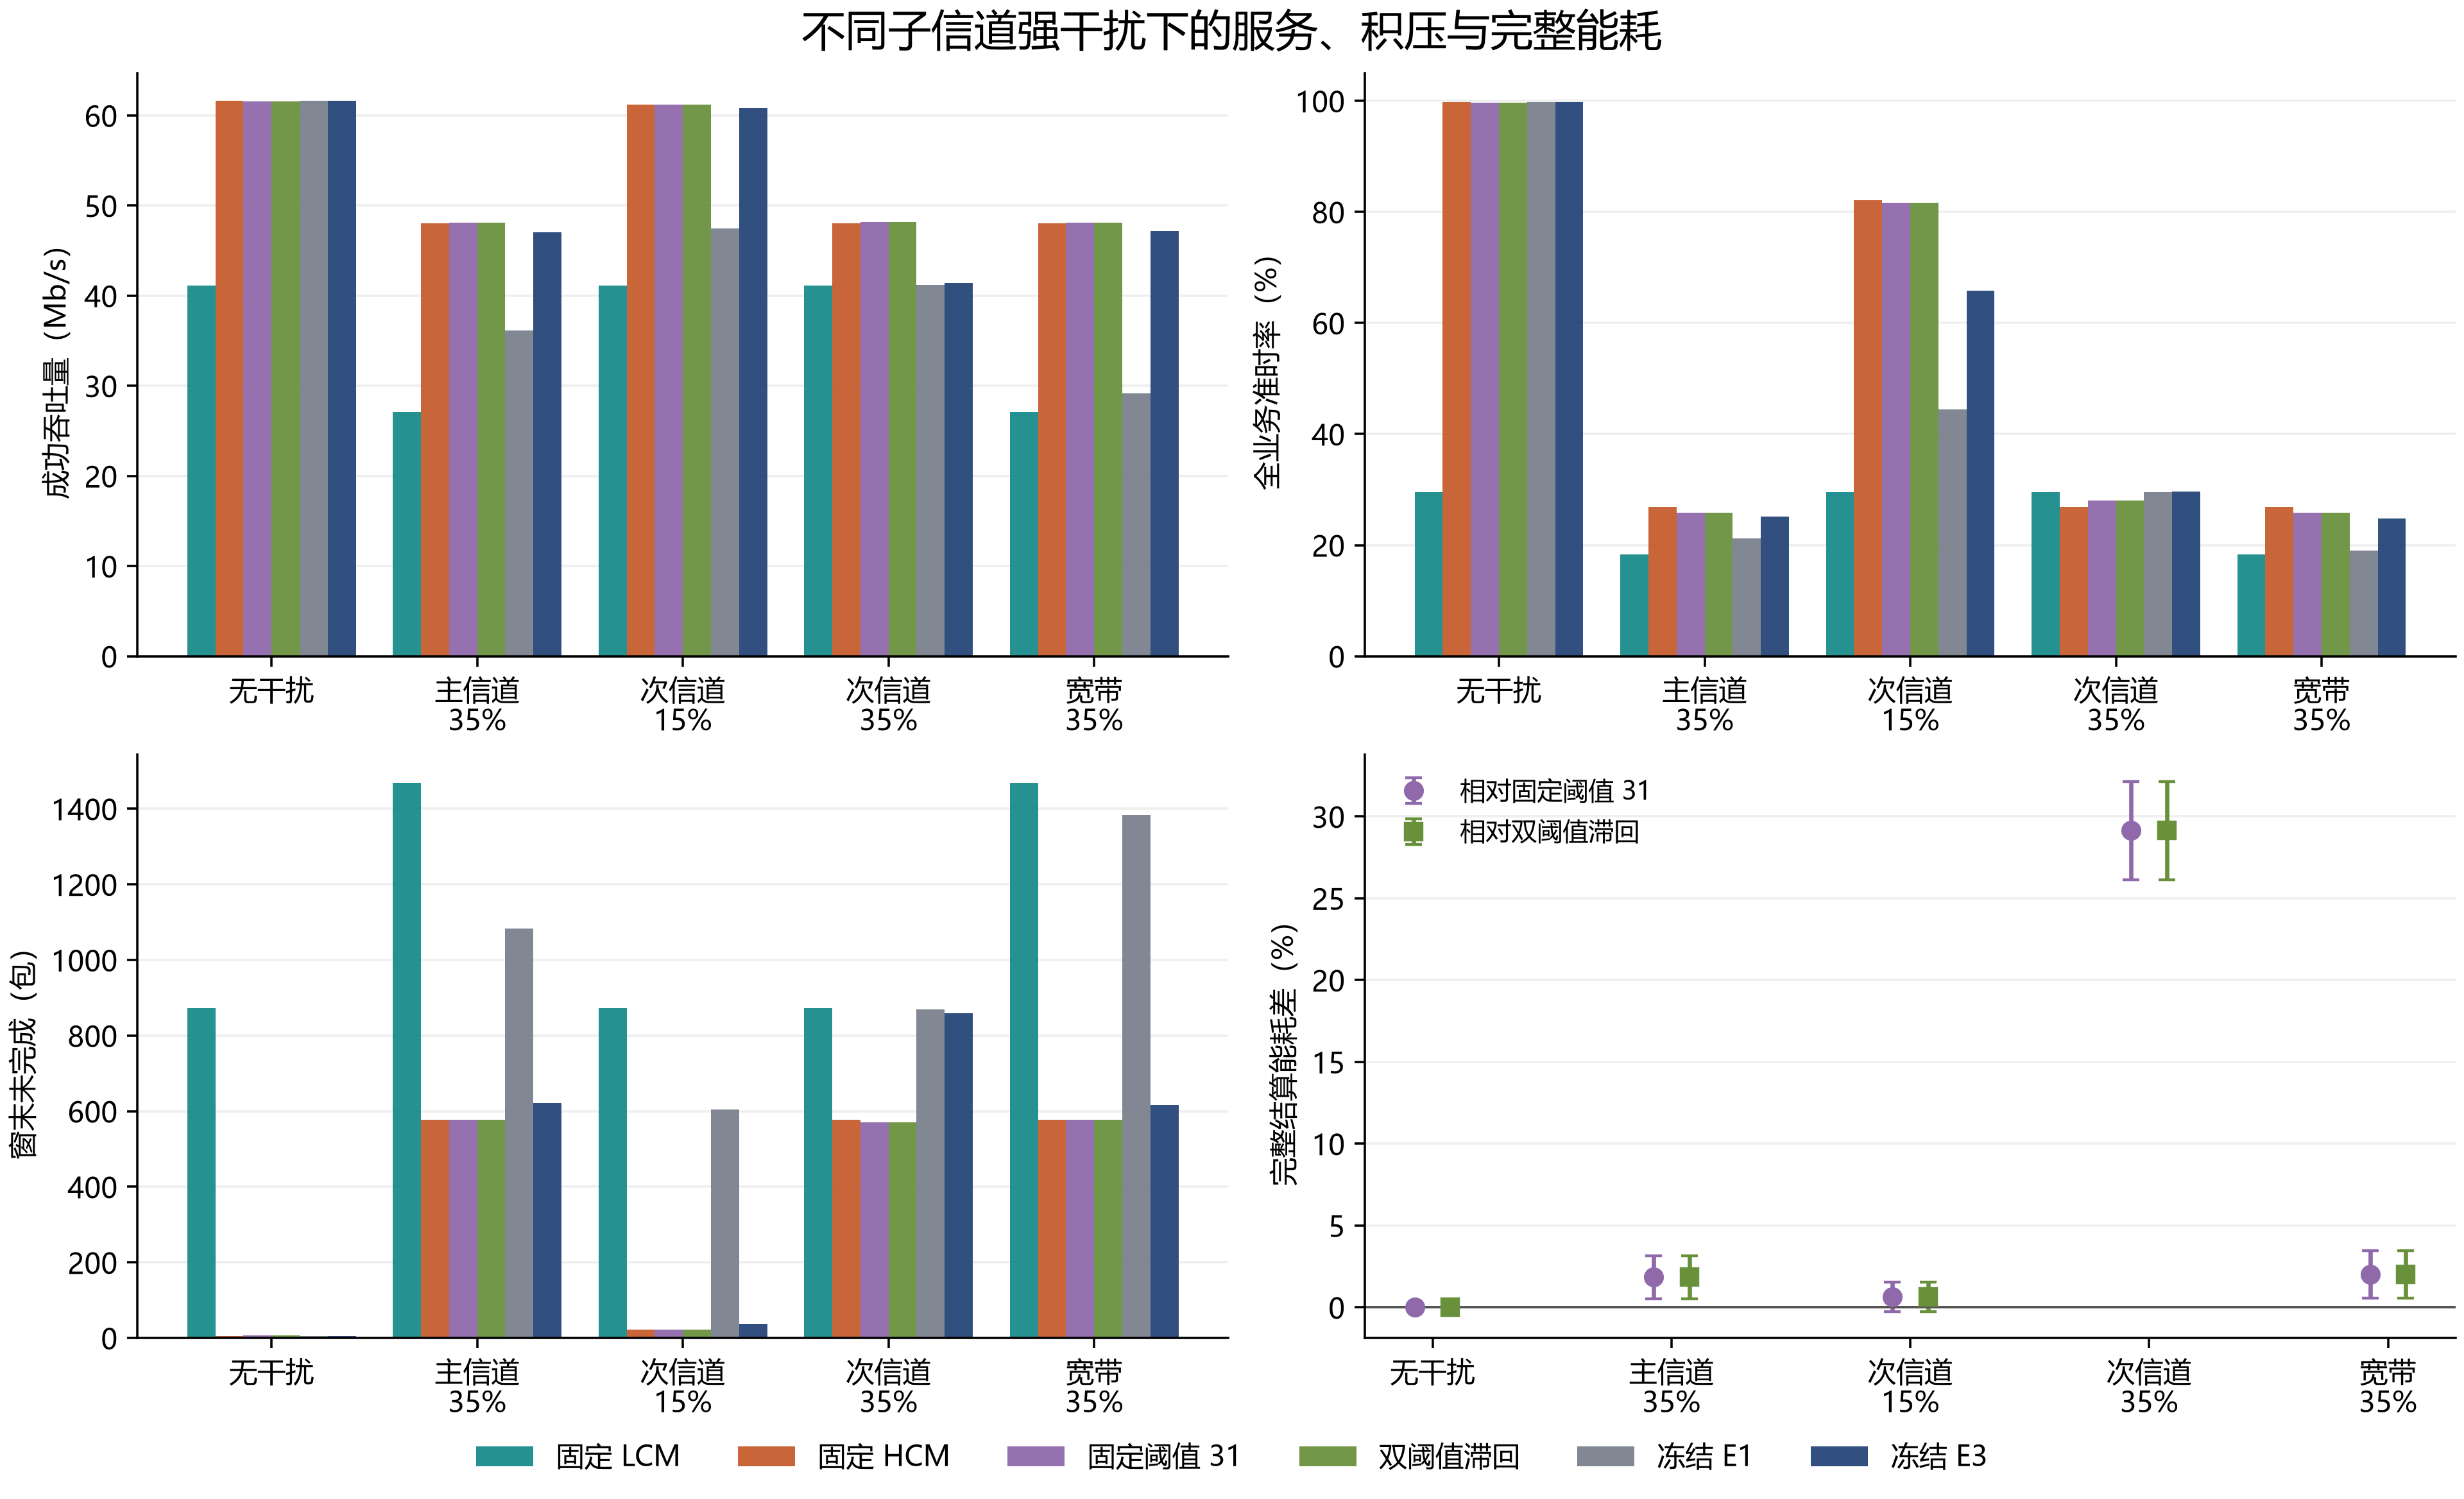 不同子信道强干扰下的服务、积压与完整能耗
成功吞吐量 (Mb/s)
60
50
40
30
20
10
0
无干扰
主信道
35%
次信道
15%
次信道
35%
宽带
35%
全业务准时率 (%)
100
80
60
40
20
0
无干扰
主信道
35%
次信道
15%
次信道
35%
宽带
35%
窗末未完成 (包)
1400
1200
1000
800
600
400
200
0
无干扰
主信道
35%
次信道
15%
次信道
35%
宽带
35%
完整结算能耗差 (%)
30
25
20
15
10
5
0
相对固定阈值 31
相对双阈值滞回
无干扰
主信道
35%
次信道
15%
次信道
35%
宽带
35%
固定 LCM
固定 HCM
固定阈值 31
双阈值滞回
冻结 E1
冻结 E3